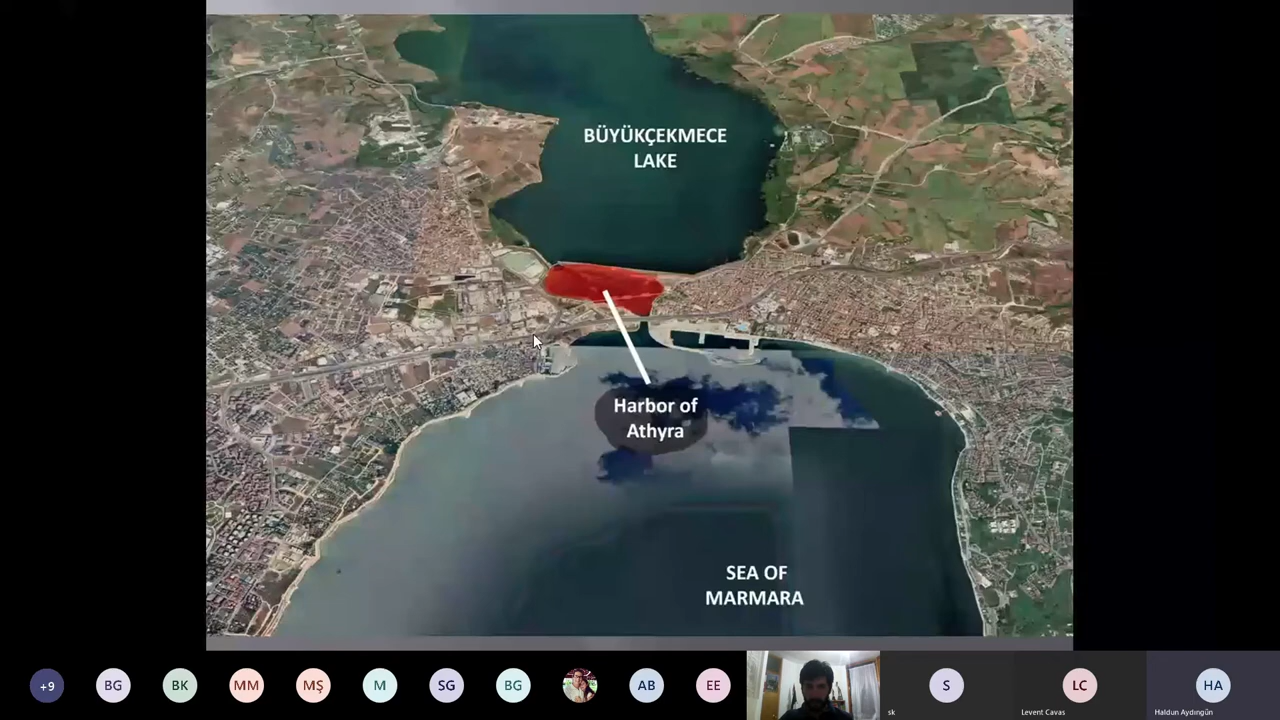 BÜYÜKÇEKMECE
LAKE
Harbor of
Athyra
SEA OF
MARMARA
+9
BG
BK
MM
MŞ
M
SG
BG
AB
EE
S
LC
HA
sk
Levent Cavas
Haldun Aydıngün